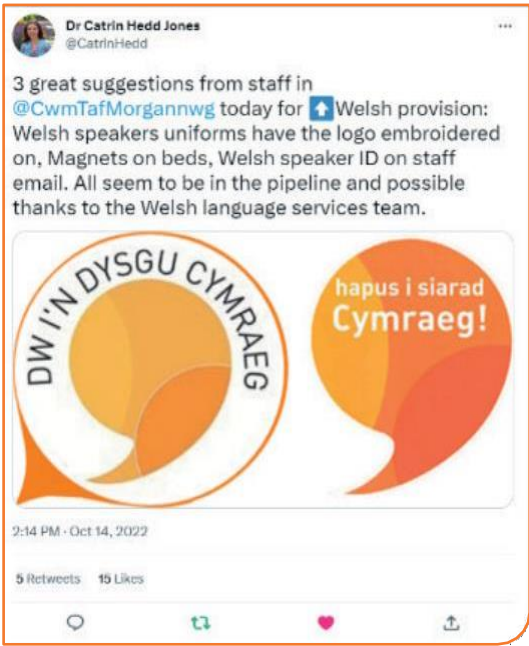 Dr Catrin Hedd Jones
@CatrinHedd
3 great suggestions from staff in
@CwmTafMorgannwg today for ⬆ Welsh provision:
Welsh speakers uniforms have the logo embroidered
on, Magnets on beds, Welsh speaker ID on staff
email. All seem to be in the pipeline and possible
thanks to the Welsh language services team.
DW I'N DYSGU CYMRAEG
hapus i siarad
Cymraeg!
2:14 PM · Oct 14, 2022
5 Retweets 15 Likes